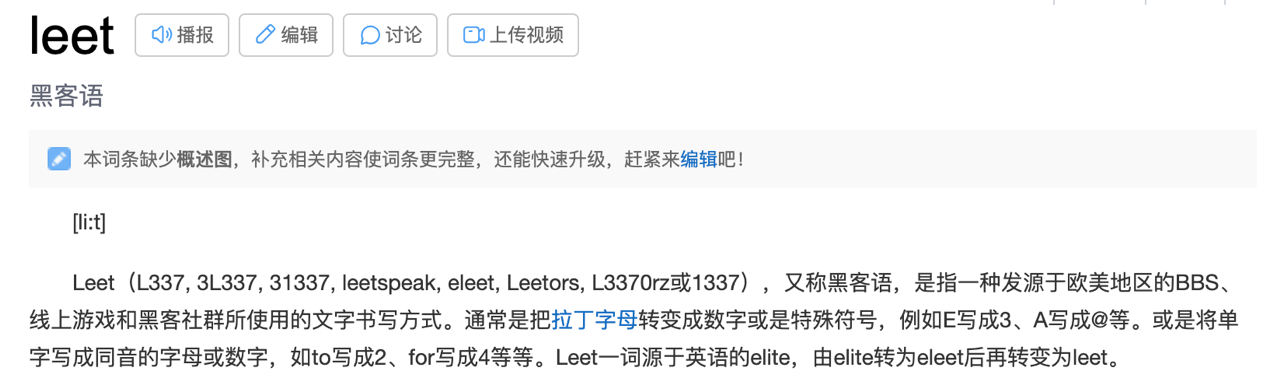 leet 播报 编辑 讨论 上传视频
黑客语
本词条缺少概述图，补充相关内容使词条更完整，还能快速升级，赶紧来编辑吧！
[li:t]
Leet（L337, 3L337, 31337, leetspeak, eleet, Leetors, L3370rz或1337），又称黑客语，是指一种发源于欧美地区的BBS、
线上游戏和黑客社群所使用的文字书写方式。通常是把拉丁字母转变成数字或是特殊符号，例如E写成3、A写成@等。或是将单
字写成同音的字母或数字，如to写成2、for写成4等等。Leet一词源于英语的elite，由elite转为eleet后再转变为leet。